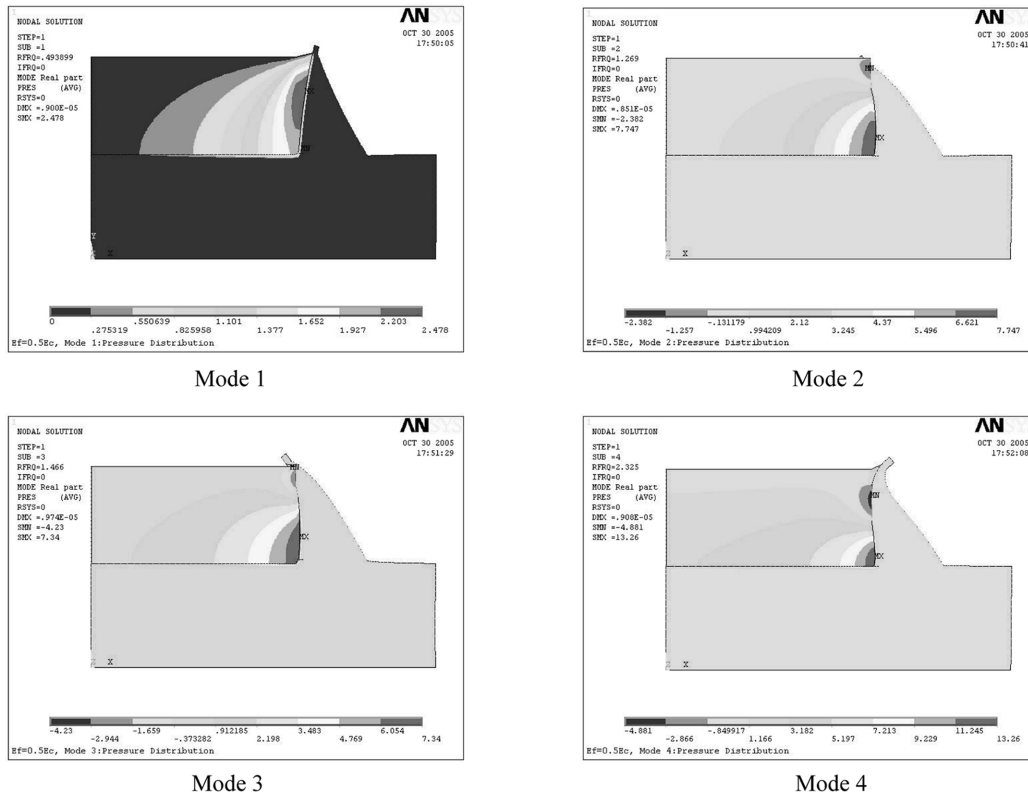 1
ANSYS
NODAL SOLUTION
OCT 30 2005
17:50:05
STEP=1
SUB =1
RFRQ=.493899
IFRQ=0
MODE Real part
PRES (AVG)
RSYS=0
DMX =.900E-05
SMX =2.478
MX
MN
Y
Z X
0 .275319 .550639 .825958 1.101 1.377 1.652 1.927 2.203 2.478
Ef=0.5Ec, Mode 1:Pressure Distribution
Mode 1
1
ANSYS
NODAL SOLUTION
OCT 30 2005
17:50:41
STEP=1
SUB =2
RFRQ=1.269
IFRQ=0
MODE Real part
PRES (AVG)
RSYS=0
DMX =.851E-05
SMN =-2.382
SMX =7.747
MN
MX
X
-2.382 -1.257 -.131179 .994209 2.12 3.245 4.37 5.496 6.621 7.747
Ef=0.5Ec, Mode 2:Pressure Distribution
Mode 2
1
ANSYS
NODAL SOLUTION
OCT 30 2005
17:51:29
STEP=1
SUB =3
RFRQ=1.466
IFRQ=0
MODE Real part
PRES (AVG)
RSYS=0
DMX =.974E-05
SMN =-4.23
SMX =7.34
MN
MX
X
-4.23 -2.944 -1.659 -.373282 .912185 2.198 3.483 4.769 6.054 7.34
Ef=0.5Ec, Mode 3:Pressure Distribution
Mode 3
1
ANSYS
NODAL SOLUTION
OCT 30 2005
17:52:08
STEP=1
SUB =4
RFRQ=2.325
IFRQ=0
MODE Real part
PRES (AVG)
RSYS=0
DMX =.908E-05
SMN =-4.881
SMX =13.26
MN
MX
X
-4.881 -2.866 -.849917 1.166 3.182 5.197 7.213 9.229 11.245 13.26
Ef=0.5Ec, Mode 4:Pressure Distribution
Mode 4